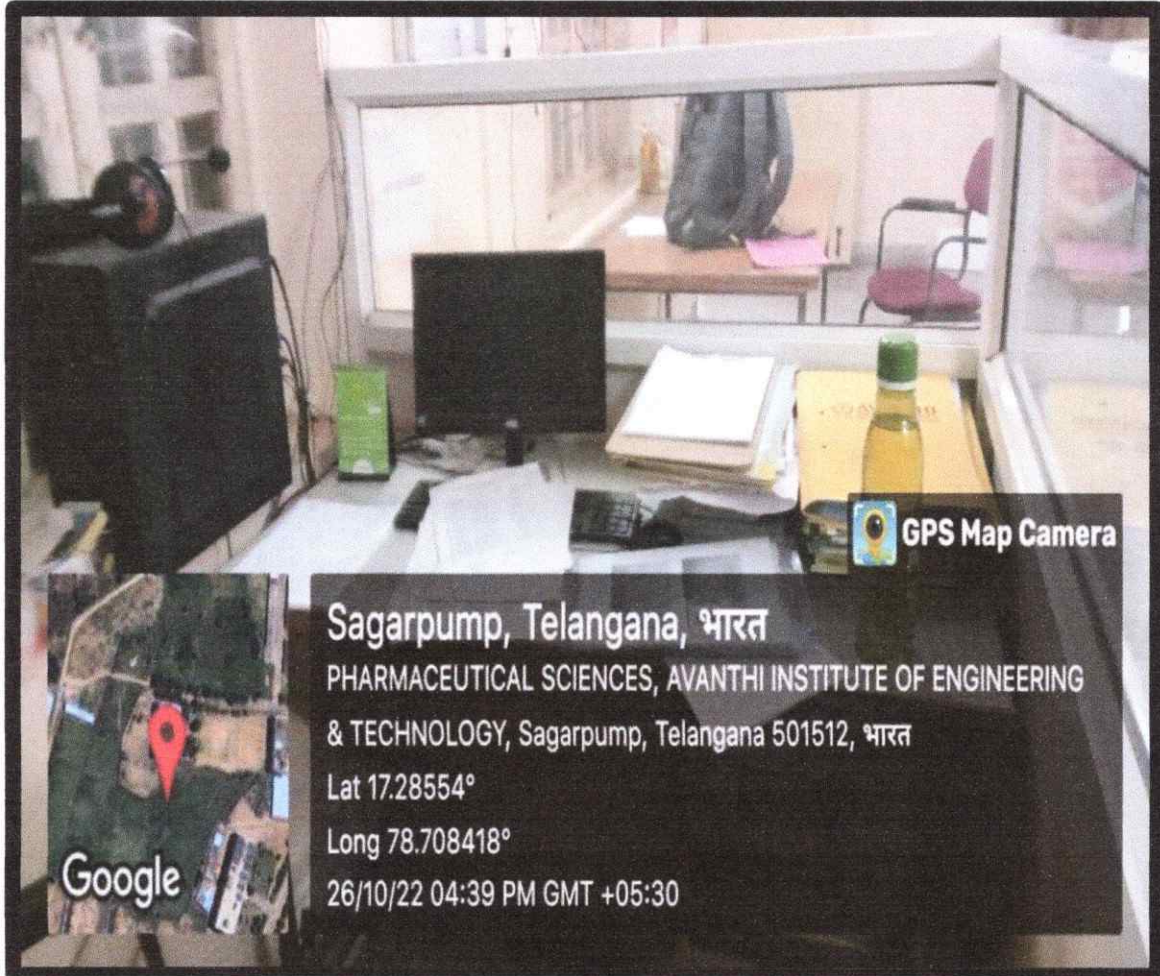 GPS Map Camera
Sagarpump, Telangana, भारत
PHARMACEUTICAL SCIENCES, AVANTHI INSTITUTE OF ENGINEERING
& TECHNOLOGY, Sagarpump, Telangana 501512, भारत
Lat 17.28554°
Long 78.708418°
26/10/22 04:39 PM GMT +05:30
Google